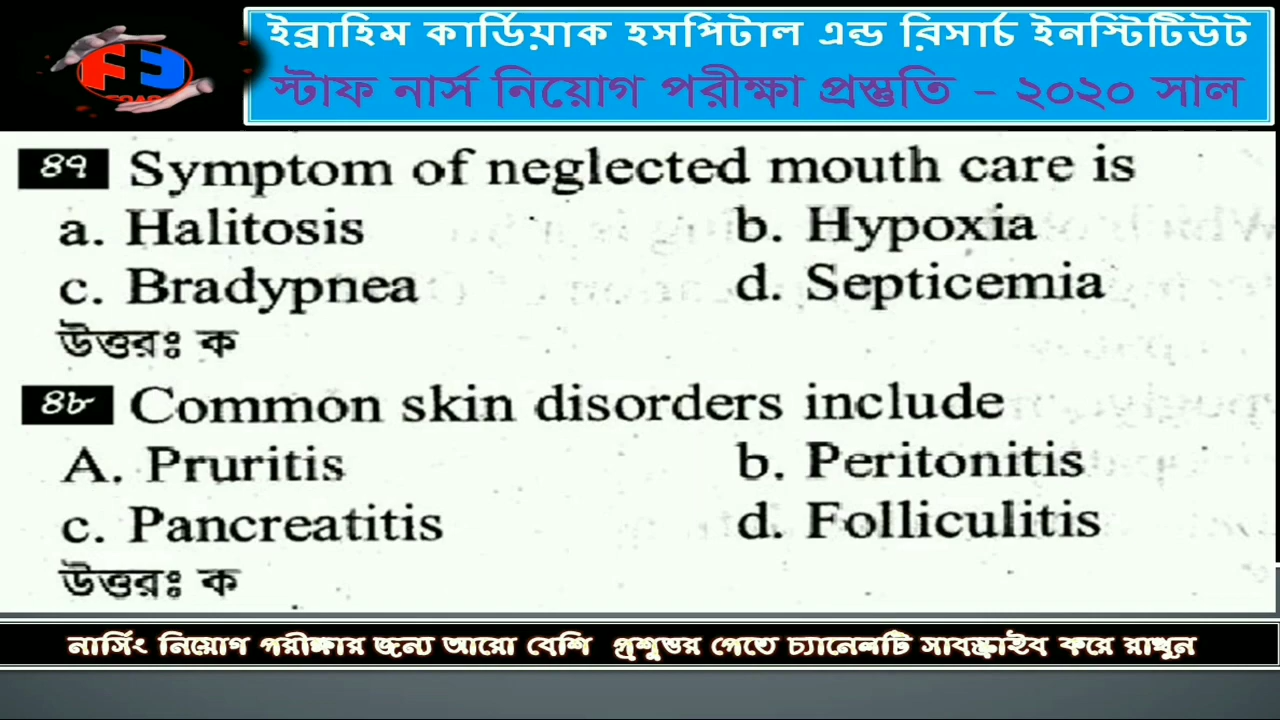 ইব্রাহিম কার্ডিয়াক হসপিটাল এন্ড রিসার্চ ইনস্টিটিউট
স্টাফ নার্স নিয়োগ পরীক্ষা প্রস্তুতি - ২০২০ সাল
৪৭ Symptom of neglected mouth care is
a. Halitosis b. Hypoxia
c. Bradypnea d. Septicemia
উত্তরঃ ক
৪৮ Common skin disorders include
A. Pruritis b. Peritonitis
c. Pancreatitis d. Folliculitis
উত্তরঃ ক
নার্সিং নিয়োগ পরীক্ষার জন্য আরো বেশি প্রশ্নুত্তর পেতে চ্যানেলটি সাবস্ক্রাইব করে রাখুন